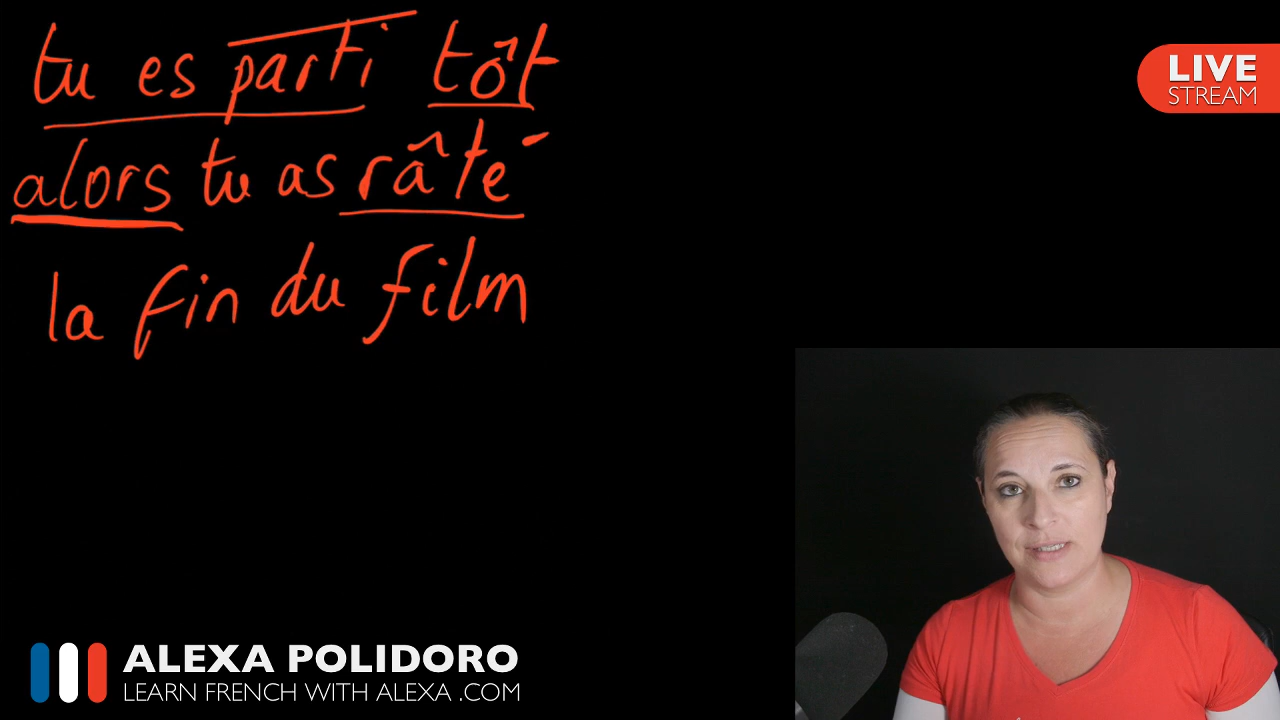 tu es parti tôt
alors tu as râté
la fin du film
LIVE
STREAM
ALEXA POLIDORO
LEARN FRENCH WITH ALEXA .COM